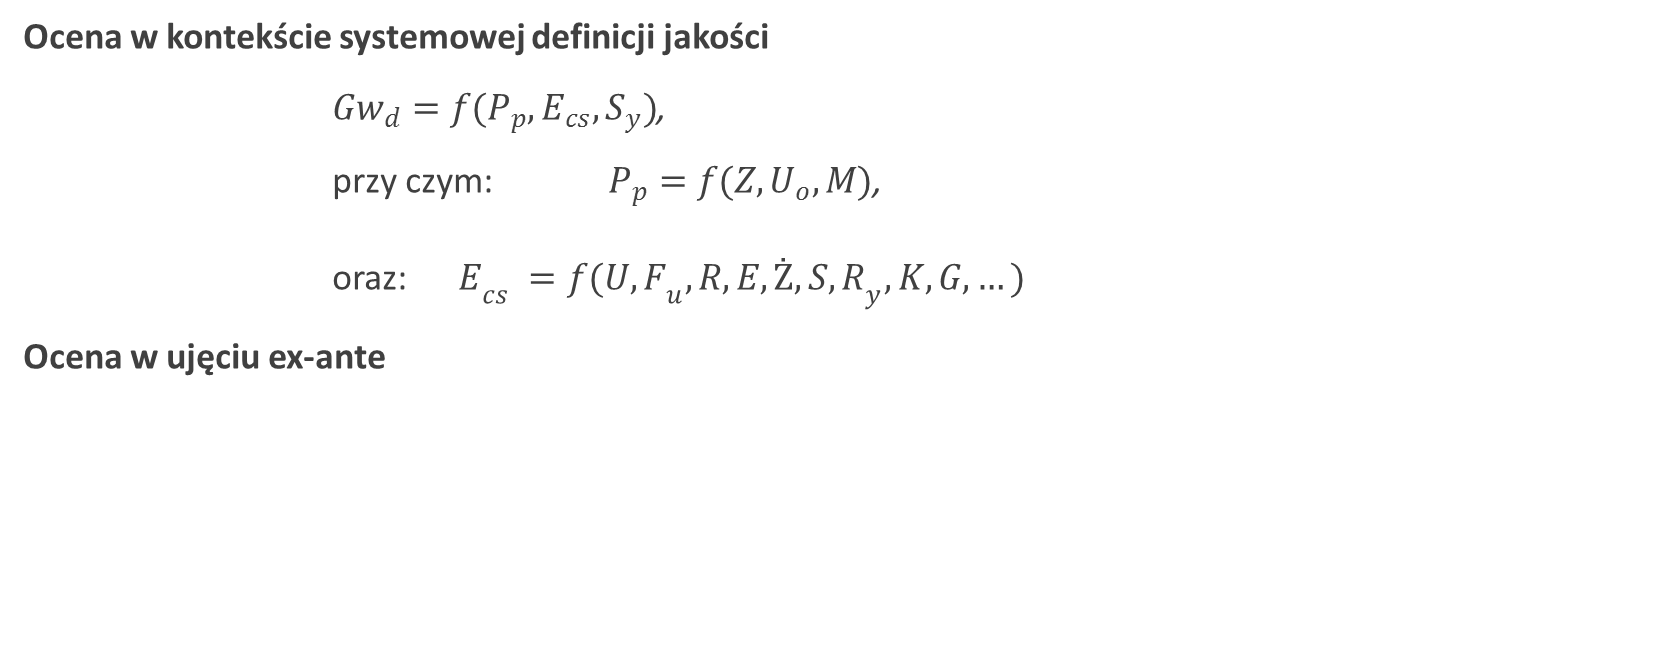 Ocena w kontekście systemowej definicji jakości
Gw_d = f(P_p, E_cs, S_y),
przy czym: P_p = f(Z, U_o, M),
oraz: E_cs = f(U, F_u, R, E, Ż, S, R_y, K, G, … )
Ocena w ujęciu ex-ante